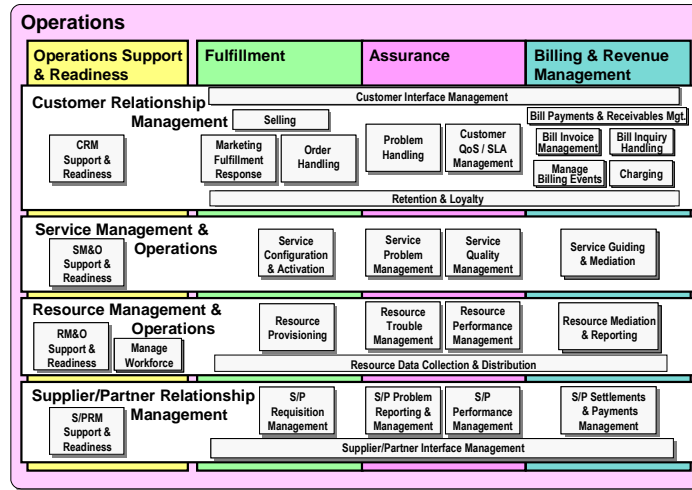 Operations
Operations Support
& Readiness
Fulfillment
Assurance
Billing & Revenue
Management
Customer Relationship
Management
Customer Interface Management
Selling
Bill Payments & Receivables Mgt.
CRM
Support &
Readiness
Marketing
Fulfillment
Response
Order
Handling
Problem
Handling
Customer
QoS / SLA
Management
Bill Invoice
Management
Bill Inquiry
Handling
Manage
Billing Events
Charging
Retention & Loyalty
Service Management &
Operations
SM&O
Support &
Readiness
Service
Configuration
& Activation
Service
Problem
Management
Service
Quality
Management
Service Guiding
& Mediation
Resource Management &
Operations
RM&O
Support &
Readiness
Manage
Workforce
Resource
Provisioning
Resource
Trouble
Management
Resource
Performance
Management
Resource Mediation
& Reporting
Resource Data Collection & Distribution
Supplier/Partner Relationship
Management
S/PRM
Support &
Readiness
S/P
Requisition
Management
S/P Problem
Reporting &
Management
S/P
Performance
Management
S/P Settlements
& Payments
Management
Supplier/Partner Interface Management